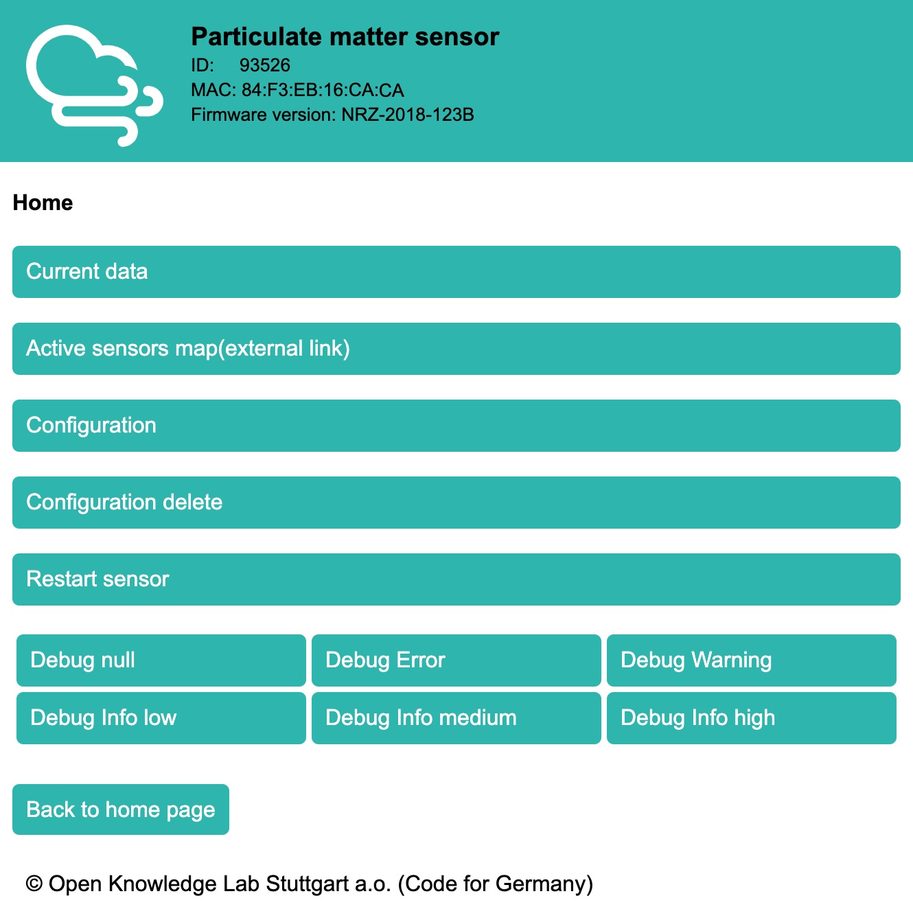 Particulate matter sensor
ID: 93526
MAC: 84:F3:EB:16:CA:CA
Firmware version: NRZ-2018-123B
Home
Current data
Active sensors map(external link)
Configuration
Configuration delete
Restart sensor
Debug null Debug Error Debug Warning
Debug Info low Debug Info medium Debug Info high
Back to home page
© Open Knowledge Lab Stuttgart a.o. (Code for Germany)